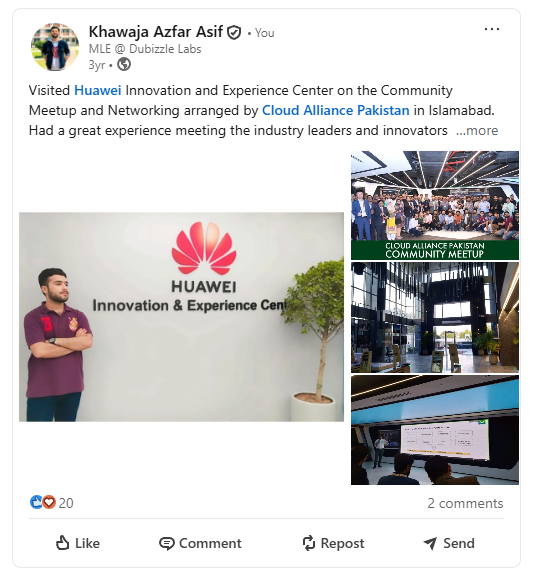 Khawaja Azfar Asif • You
MLE @ Dubizzle Labs
3yr •
Visited Huawei Innovation and Experience Center on the Community
Meetup and Networking arranged by Cloud Alliance Pakistan in Islamabad.
Had a great experience meeting the industry leaders and innovators ...more
HUAWEI
Innovation & Experience Cen
CLOUD ALLIANCE PAKISTAN
COMMUNITY MEETUP
20
2 comments
Like
Comment
Repost
Send